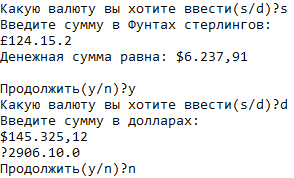 Какую валюту вы хотите ввести(s/d)?s
Введите сумму в Фунтах стерлингов:
£124.15.2
Денежная сумма равна: $6.237,91
Продолжить(y/n)?y
Какую валюту вы хотите ввести(s/d)?d
Введите сумму в долларах:
$145.325,12
?2906.10.0
Продолжить(y/n)?n